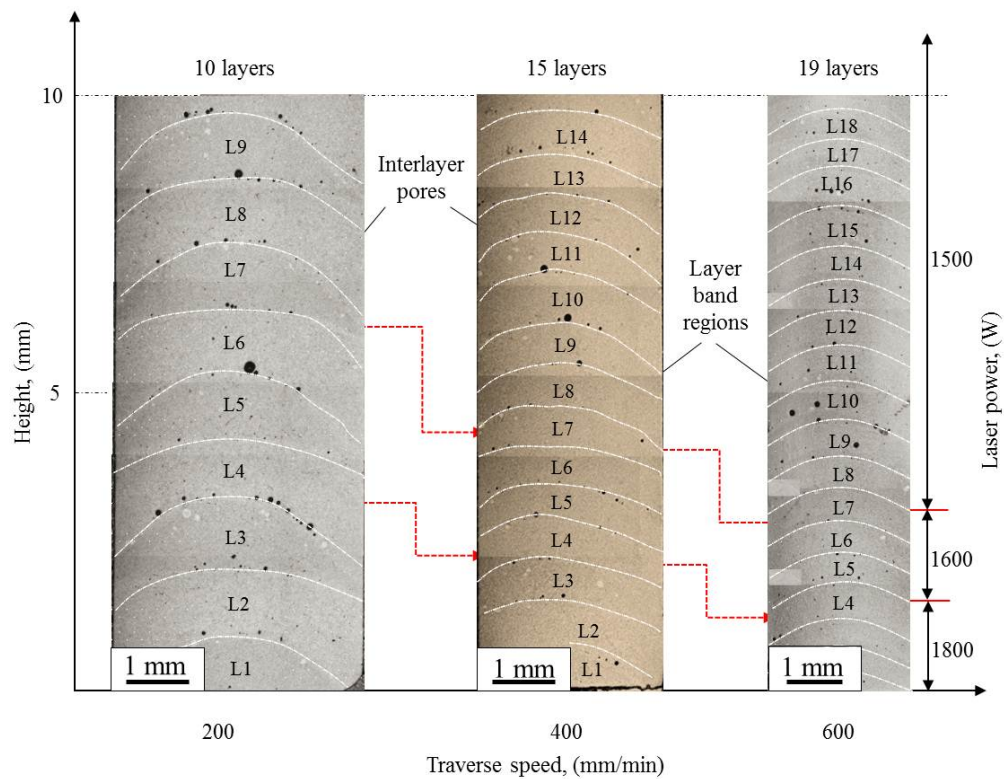 10 layers
15 layers
19 layers
10
5
Height, (mm)
L9
L8
L7
L6
L5
L4
L3
L2
L1
1 mm
Interlayer
pores
L14
L13
L12
L11
L10
L9
L8
L7
L6
L5
L4
L3
L2
L1
1 mm
Layer
band
regions
L18
L17
L16
L15
L14
L13
L12
L11
L10
L9
L8
L7
L6
L5
L4
1 mm
1500
1600
1800
Laser power, (W)
200
400
600
Traverse speed, (mm/min)